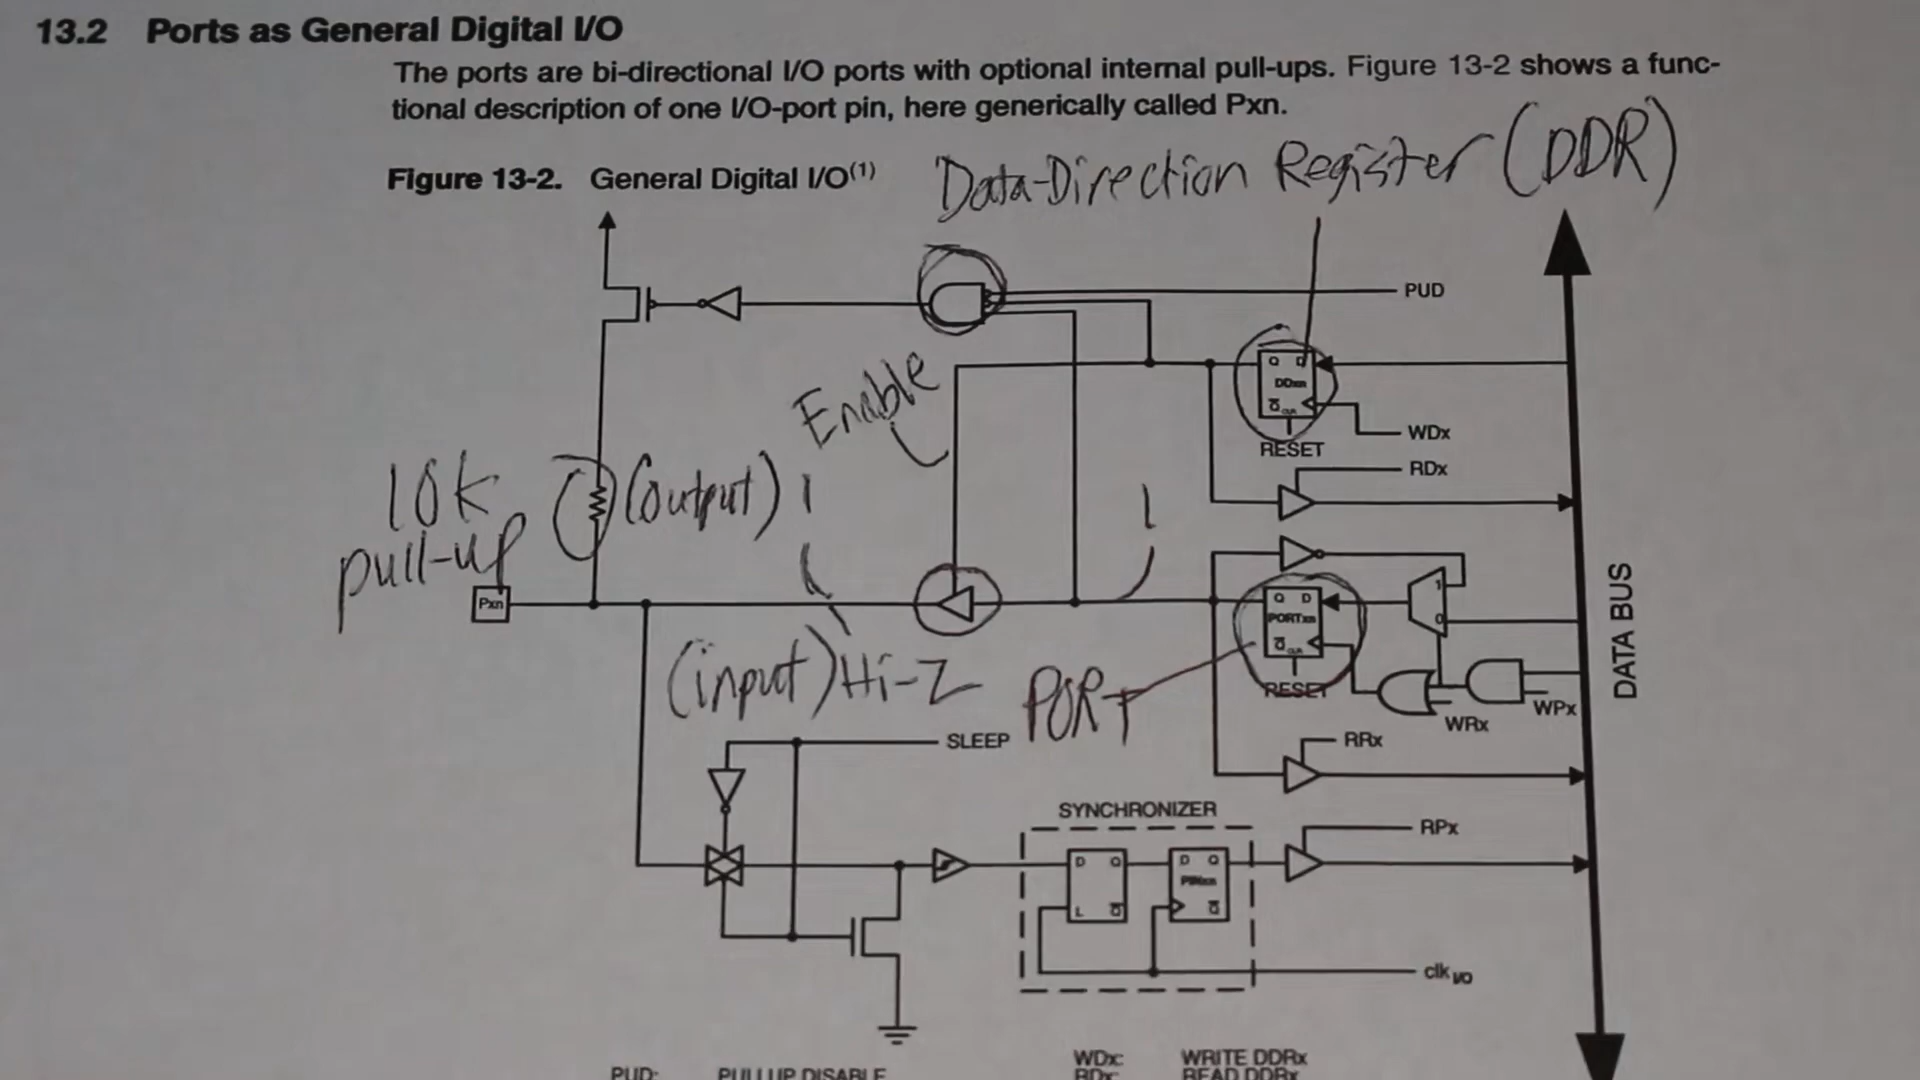 13.2 Ports as General Digital I/O
The ports are bi-directional I/O ports with optional internal pull-ups. Figure 13-2 shows a func-
tional description of one I/O-port pin, here generically called Pxn.
Figure 13-2. General Digital I/O(1)
Data-Direction Register (DDR)
PUD
Q D
DDxn
Q CLR
WDx
RESET
RDx
Enable
10k
pull-up
(output) 1
1
Pxn
(input) Hi-Z
PORT
Q D
PORTxn
Q CLR
RESET
1
0
WRx
WPx
RRx
DATA BUS
SLEEP
SYNCHRONIZER
RPx
D Q
L Q
D Q
PINxn
Q
clk I/O
PUD: PULLUP DISABLE
WDx: WRITE DDRx
RDx: READ DDRx